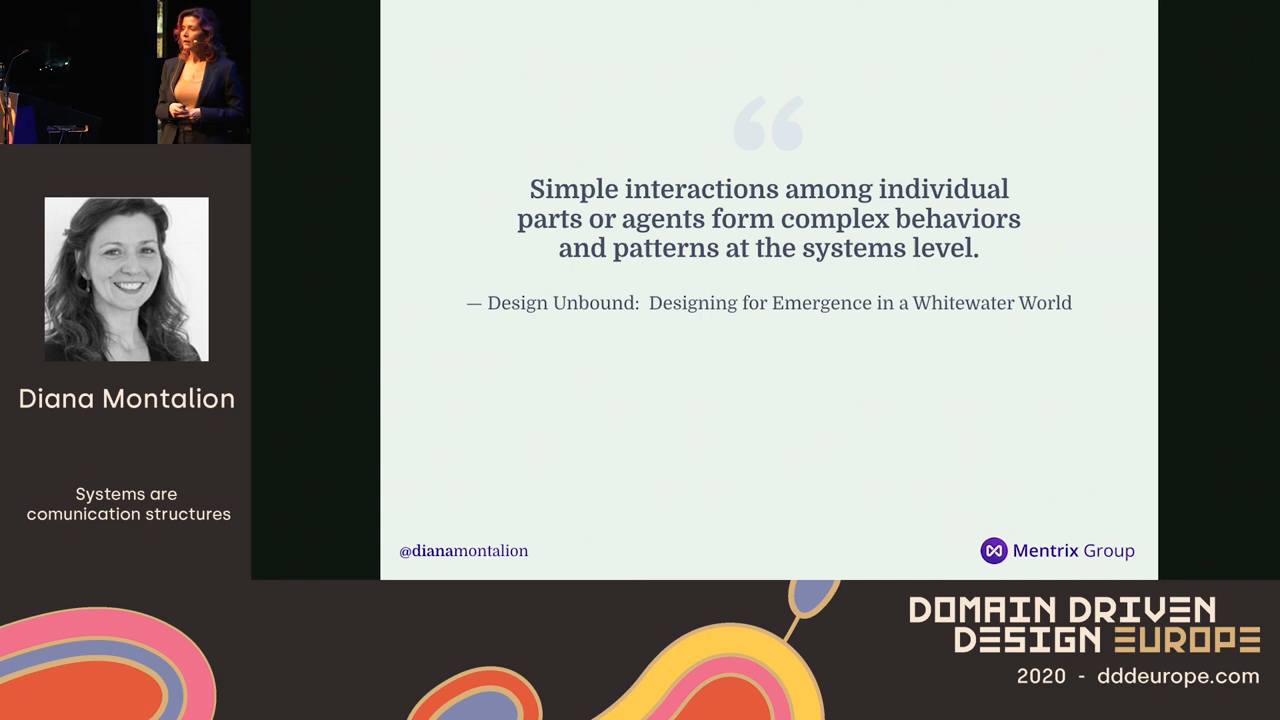 “
Simple interactions among individual
parts or agents form complex behaviors
and patterns at the systems level.
— Design Unbound: Designing for Emergence in a Whitewater World
@dianamontalion
Mentrix Group
Diana Montalion
Systems are
comunication structures
DOMAIN DRIVEN
DESIGN EUROPE
2020 - dddeurope.com